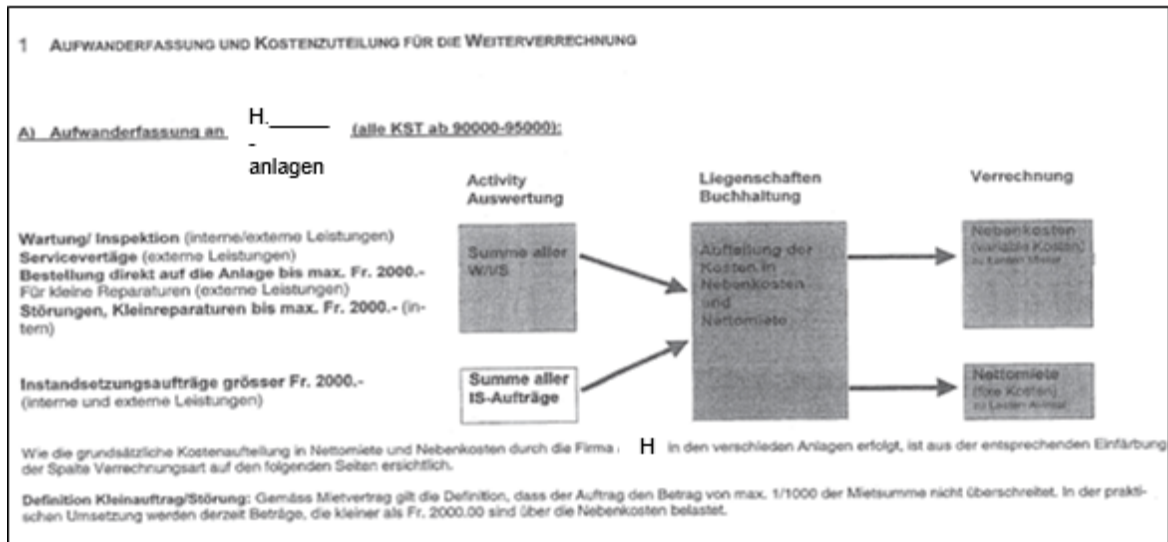 1 AUFWANDERFASSUNG UND KOSTENZUTEILUNG FÜR DIE WEITERVERRECHNUNG
A) Aufwanderfassung an H.______-anlagen (alle KST ab 90000-95000):
Activity
Auswertung
Liegenschaften
Buchhaltung
Verrechnung
Wartung/ Inspektion (interne/externe Leistungen)
Servicevertäge (externe Leistungen)
Bestellung direkt auf die Anlage bis max. Fr. 2000.-
Für kleine Reparaturen (externe Leistungen)
Störungen, Kleinreparaturen bis max. Fr. 2000.- (in-
tern)
Summe aller
W/I/S
Aufteilung der
Kosten in
Nebenkosten
und
Nettomiete
Nebenkosten
(variable Kosten)
zu Lasten Mieter
Instandsetzungsaufträge grösser Fr. 2000.-
(interne und externe Leistungen)
Summe aller
IS-Aufträge
Nettomiete
(fixe Kosten)
zu Lasten
Wie die grundsätzliche Kostenaufteilung in Nettomiete und Nebenkosten durch die Firma H in den verschieden Anlagen erfolgt, ist aus der entsprechenden Einfärbung
der Spalte Verrechnungsart auf den folgenden Seiten ersichtlich.
Definition Kleinauftrag/Störung: Gemäss Mietvertrag gilt die Definition, dass der Auftrag den Betrag von max. 1/1000 der Mietsumme nicht überschreitet. In der prakti-
schen Umsetzung werden derzeit Beträge, die kleiner als Fr. 2000.00 sind über die Nebenkosten belastet.